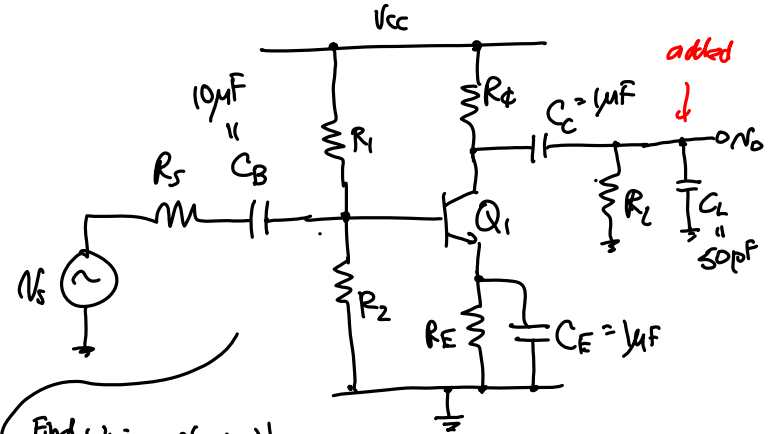 Vcc
added
10μF
=
CB
RS
R1
RC
CC = 1μF
Vo
RL
CL
=
50pF
Q1
VS
R2
RE
CE = 1μF
Find